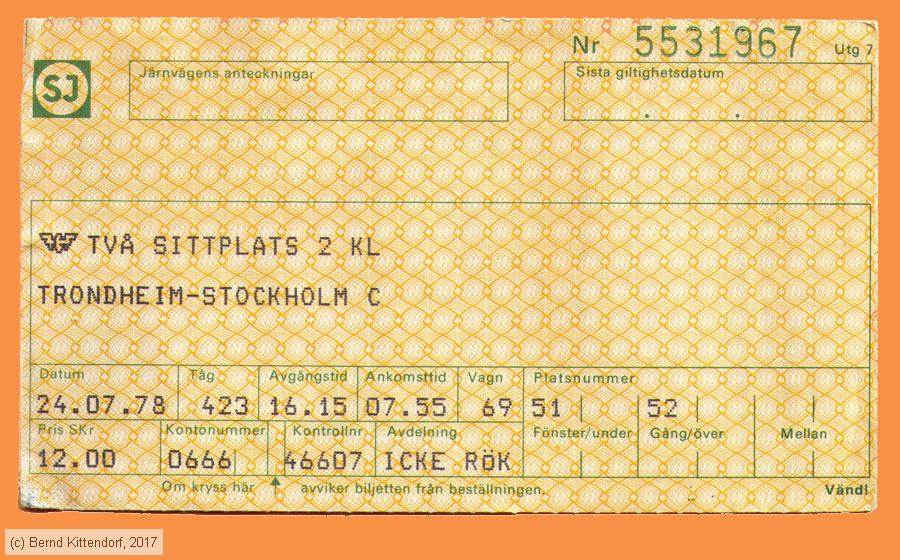 Nr 5531967 Utg 7
SJ
Järnvägens anteckningar
Sista giltighetsdatum
TVÅ SITTPLATS 2 KL
TRONDHEIM-STOCKHOLM C
Datum Tåg Avgångstid Ankomsttid Vagn Platsnummer
24.07.78 423 16.15 07.55 69 51 52
Pris SKr Kontonummer Kontrollnr Avdelning Fönster/under Gång/över Mellan
12.00 0666 46607 ICKE RÖK
Om kryss här avviker biljetten från beställningen. Vänd!
(c) Bernd Kittendorf, 2017